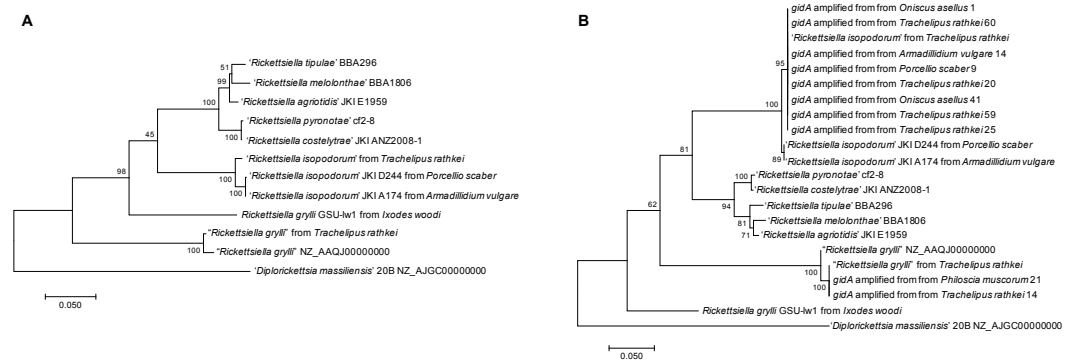 A
51
'Rickettsiella tipulae' BBA296
99
'Rickettsiella melolonthae' BBA1806
100
'Rickettsiella agriotidis' JKI E1959
'Rickettsiella pyronotae' cf2-8
45
100
'Rickettsiella costelytrae' JKI ANZ2008-1
'Rickettsiella isopodorum' from Trachelipus rathkei
98
100
'Rickettsiella isopodorum' JKI D244 from Porcellio scaber
100
'Rickettsiella isopodorum' JKI A174 from Armadillidium vulgare
Rickettsiella grylli GSU-lw1 from Ixodes woodi
"Rickettsiella grylli" from Trachelipus rathkei
100
"Rickettsiella grylli" NZ_AAQJ00000000
'Diplorickettsia massiliensis' 20B NZ_AJGC00000000
0.050
B
gidA amplified from from Oniscus asellus 1
gidA amplified from from Trachelipus rathkei 60
'Rickettsiella isopodorum' from Trachelipus rathkei
gidA amplified from from Armadillidium vulgare 14
95
gidA amplified from from Porcellio scaber 9
gidA amplified from from Trachelipus rathkei 20
100
gidA amplified from from Oniscus asellus 41
gidA amplified from from Trachelipus rathkei 59
gidA amplified from from Trachelipus rathkei 25
'Rickettsiella isopodorum' JKI D244 from Porcellio scaber
81
89
'Rickettsiella isopodorum' JKI A174 from Armadillidium vulgare
100
'Rickettsiella pyronotae' cf2-8
'Rickettsiella costelytrae' JKI ANZ2008-1
94
'Rickettsiella tipulae' BBA296
62
81
'Rickettsiella melolonthae' BBA1806
71
'Rickettsiella agriotidis' JKI E1959
"Rickettsiella grylli" NZ_AAQJ00000000
100
"Rickettsiella grylli" from Trachelipus rathkei
100
gidA amplified from from Philoscia muscorum 21
gidA amplified from from Trachelipus rathkei 14
Rickettsiella grylli GSU-lw1 from Ixodes woodi
'Diplorickettsia massiliensis' 20B NZ_AJGC00000000
0.050